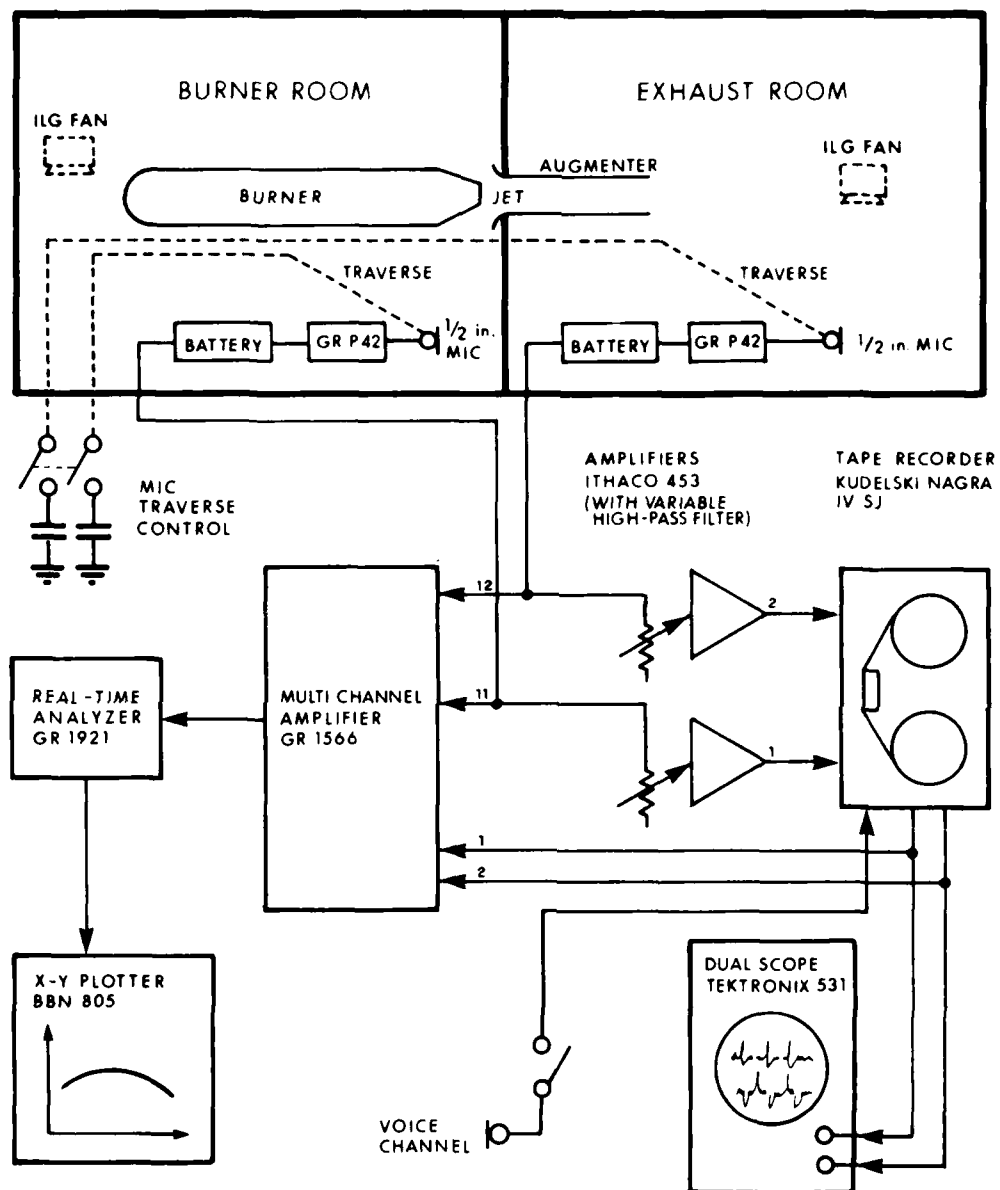 BURNER ROOM
EXHAUST ROOM
ILG FAN
ILG FAN
AUGMENTER
BURNER
JET
TRAVERSE
TRAVERSE
BATTERY
GR P42
1/2 in.
MIC
BATTERY
GR P42
1/2 in. MIC
MIC
TRAVERSE
CONTROL
AMPLIFIERS
ITHACO 453
(WITH VARIABLE
HIGH-PASS FILTER)
TAPE RECORDER
KUDELSKI NAGRA
IV SJ
12
2
REAL-TIME
ANALYZER
GR 1921
MULTI CHANNEL
AMPLIFIER
GR 1566
11
1
1
2
X-Y PLOTTER
BBN 805
DUAL SCOPE
TEKTRONIX 531
VOICE
CHANNEL